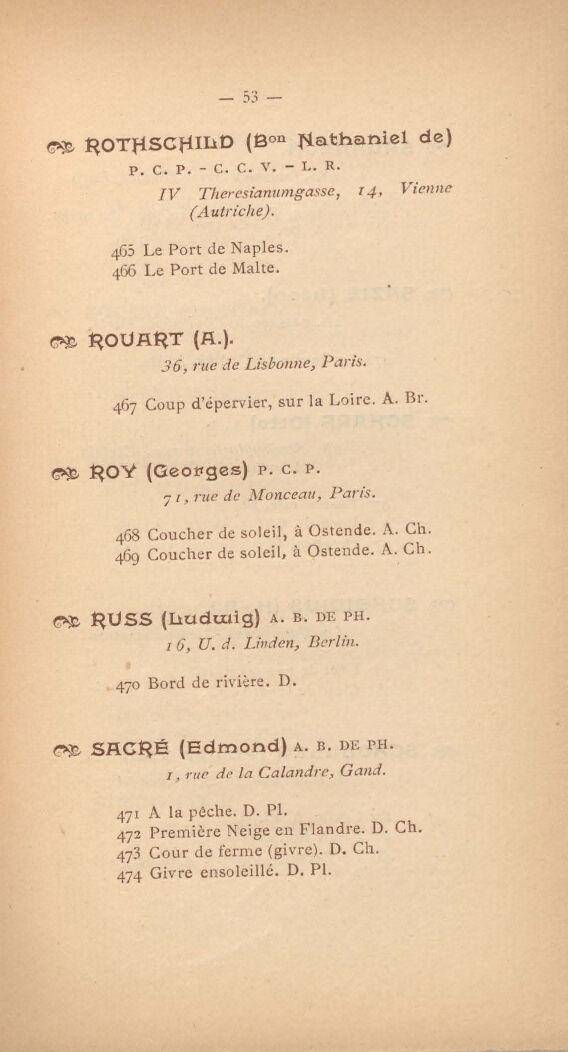 — 53 —
ROTHSCHILD (Bon Nathaniel de)
P. C. P. - C. C. V. - L. R.
IV Theresianumgasse, 14, Vienne
(Autriche).
465 Le Port de Naples.
466 Le Port de Malte.
ROUART (A.).
36, rue de Lisbonne, Paris.
467 Coup d'épervier, sur la Loire. A. Br.
ROY (Georges) P. C. P.
71, rue de Monceau, Paris.
468 Coucher de soleil, à Ostende. A. Ch.
469 Coucher de soleil, à Ostende. A. Ch.
RUSS (Ludwig) A. B. DE PH.
16, U. d. Linden, Berlin.
470 Bord de rivière. D.
SACRÉ (Edmond) A. B. DE PH.
1, rue de la Calandre, Gand.
471 A la pêche. D. Pl.
472 Première Neige en Flandre. D. Ch.
473 Cour de ferme (givre). D. Ch.
474 Givre ensoleillé. D. Pl.